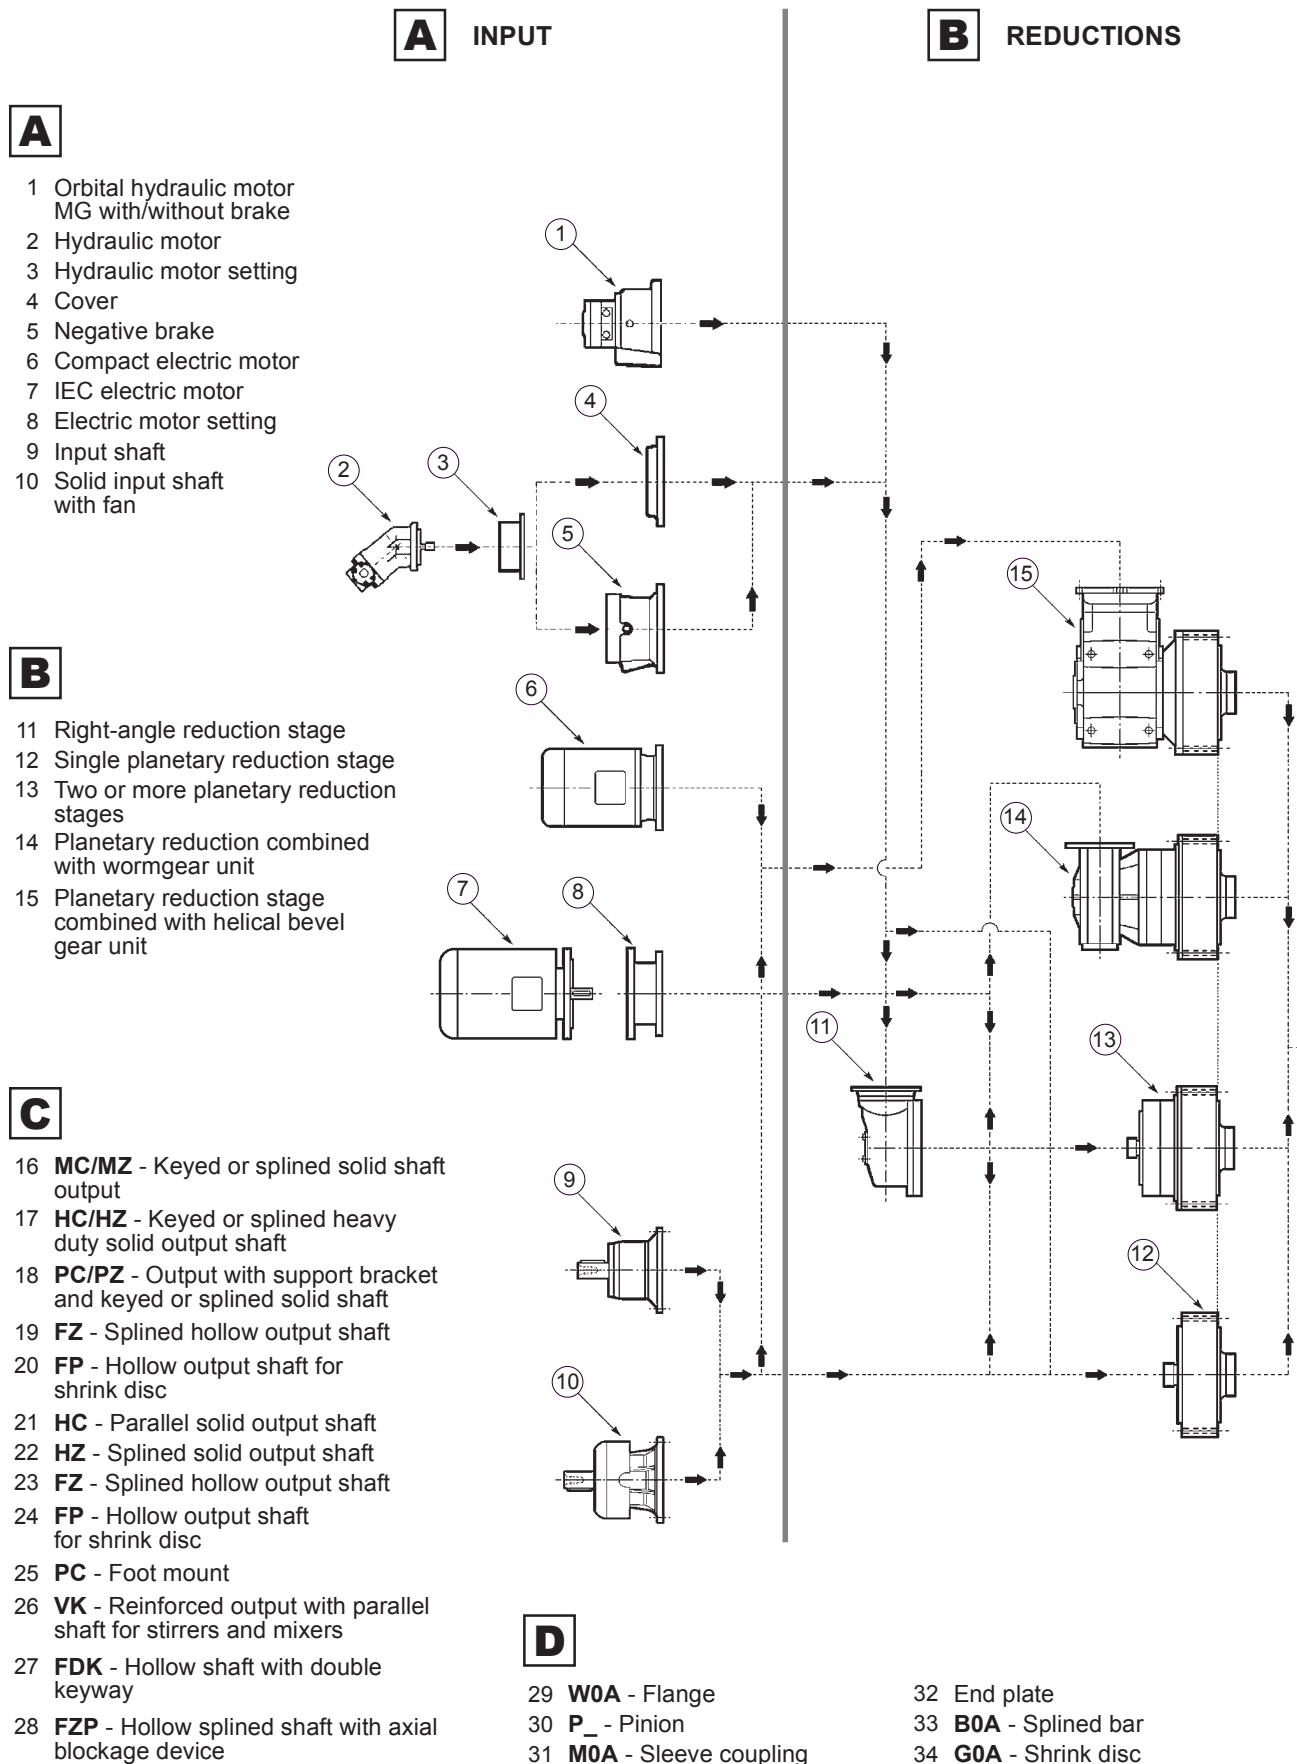 A INPUT
B REDUCTIONS
A
1 Orbital hydraulic motor
MG with/without brake
2 Hydraulic motor
3 Hydraulic motor setting
4 Cover
5 Negative brake
6 Compact electric motor
7 IEC electric motor
8 Electric motor setting
9 Input shaft
10 Solid input shaft
with fan
B
11 Right-angle reduction stage
12 Single planetary reduction stage
13 Two or more planetary reduction
stages
14 Planetary reduction combined
with wormgear unit
15 Planetary reduction stage
combined with helical bevel
gear unit
C
16 MC/MZ - Keyed or splined solid shaft
output
17 HC/HZ - Keyed or splined heavy
duty solid output shaft
18 PC/PZ - Output with support bracket
and keyed or splined solid shaft
19 FZ - Splined hollow output shaft
20 FP - Hollow output shaft for
shrink disc
21 HC - Parallel solid output shaft
22 HZ - Splined solid output shaft
23 FZ - Splined hollow output shaft
24 FP - Hollow output shaft
for shrink disc
25 PC - Foot mount
26 VK - Reinforced output with parallel
shaft for stirrers and mixers
27 FDK - Hollow shaft with double
keyway
28 FZP - Hollow splined shaft with axial
blockage device
1
4
2
3
5
6
7
8
9
10
15
14
11
13
12
D
29 W0A - Flange
30 P_ - Pinion
31 M0A - Sleeve coupling
32 End plate
33 B0A - Splined bar
34 G0A - Shrink disc